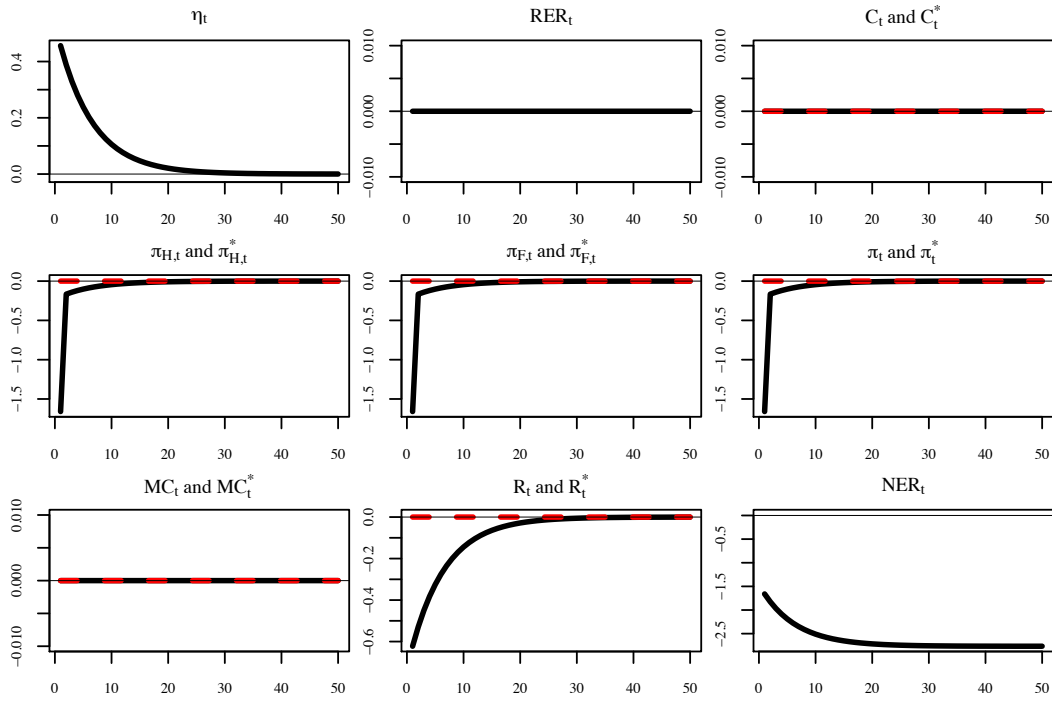 η_t RER_t C_t and C_t^*
0.0 0.2 0.4
-0.010 0.000 0.010
-0.010 0.000 0.010
0 10 20 30 40 50
0 10 20 30 40 50
0 10 20 30 40 50
π_{H,t} and π_{H,t}^* π_{F,t} and π_{F,t}^* π_t and π_t^*
-1.5 -1.0 -0.5 0.0
-1.5 -1.0 -0.5 0.0
-1.5 -1.0 -0.5 0.0
0 10 20 30 40 50
0 10 20 30 40 50
0 10 20 30 40 50
MC_t and MC_t^* R_t and R_t^* NER_t
-0.010 0.000 0.010
-0.6 -0.4 -0.2 0.0
-2.5 -1.5 -0.5
0 10 20 30 40 50
0 10 20 30 40 50
0 10 20 30 40 50